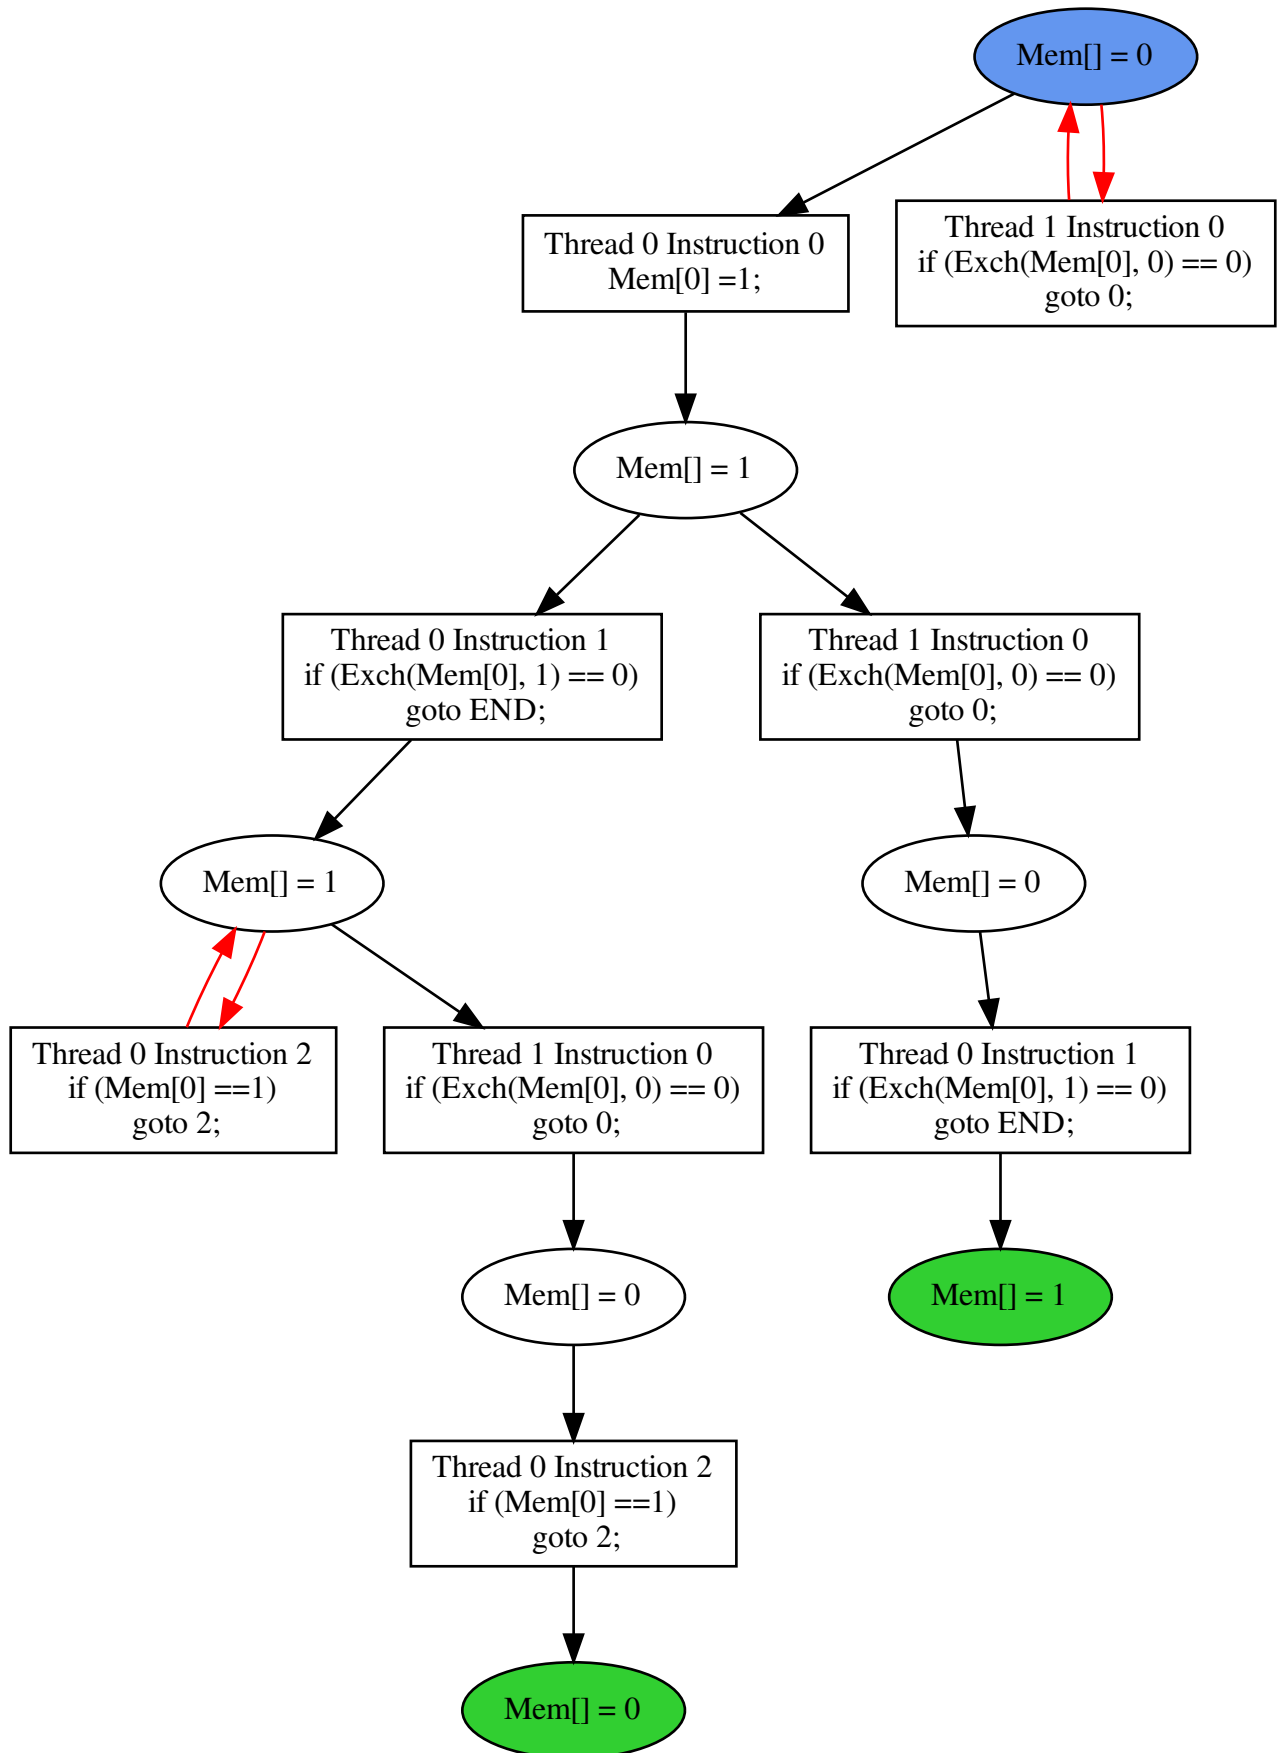 Mem[] = 0
Thread 0 Instruction 0
Mem[0] =1;
Thread 1 Instruction 0
if (Exch(Mem[0], 0) == 0)
goto 0;
Mem[] = 1
Thread 0 Instruction 1
if (Exch(Mem[0], 1) == 0)
goto END;
Thread 1 Instruction 0
if (Exch(Mem[0], 0) == 0)
goto 0;
Mem[] = 1
Mem[] = 0
Thread 0 Instruction 2
if (Mem[0] ==1)
goto 2;
Thread 1 Instruction 0
if (Exch(Mem[0], 0) == 0)
goto 0;
Thread 0 Instruction 1
if (Exch(Mem[0], 1) == 0)
goto END;
Mem[] = 0
Mem[] = 1
Thread 0 Instruction 2
if (Mem[0] ==1)
goto 2;
Mem[] = 0